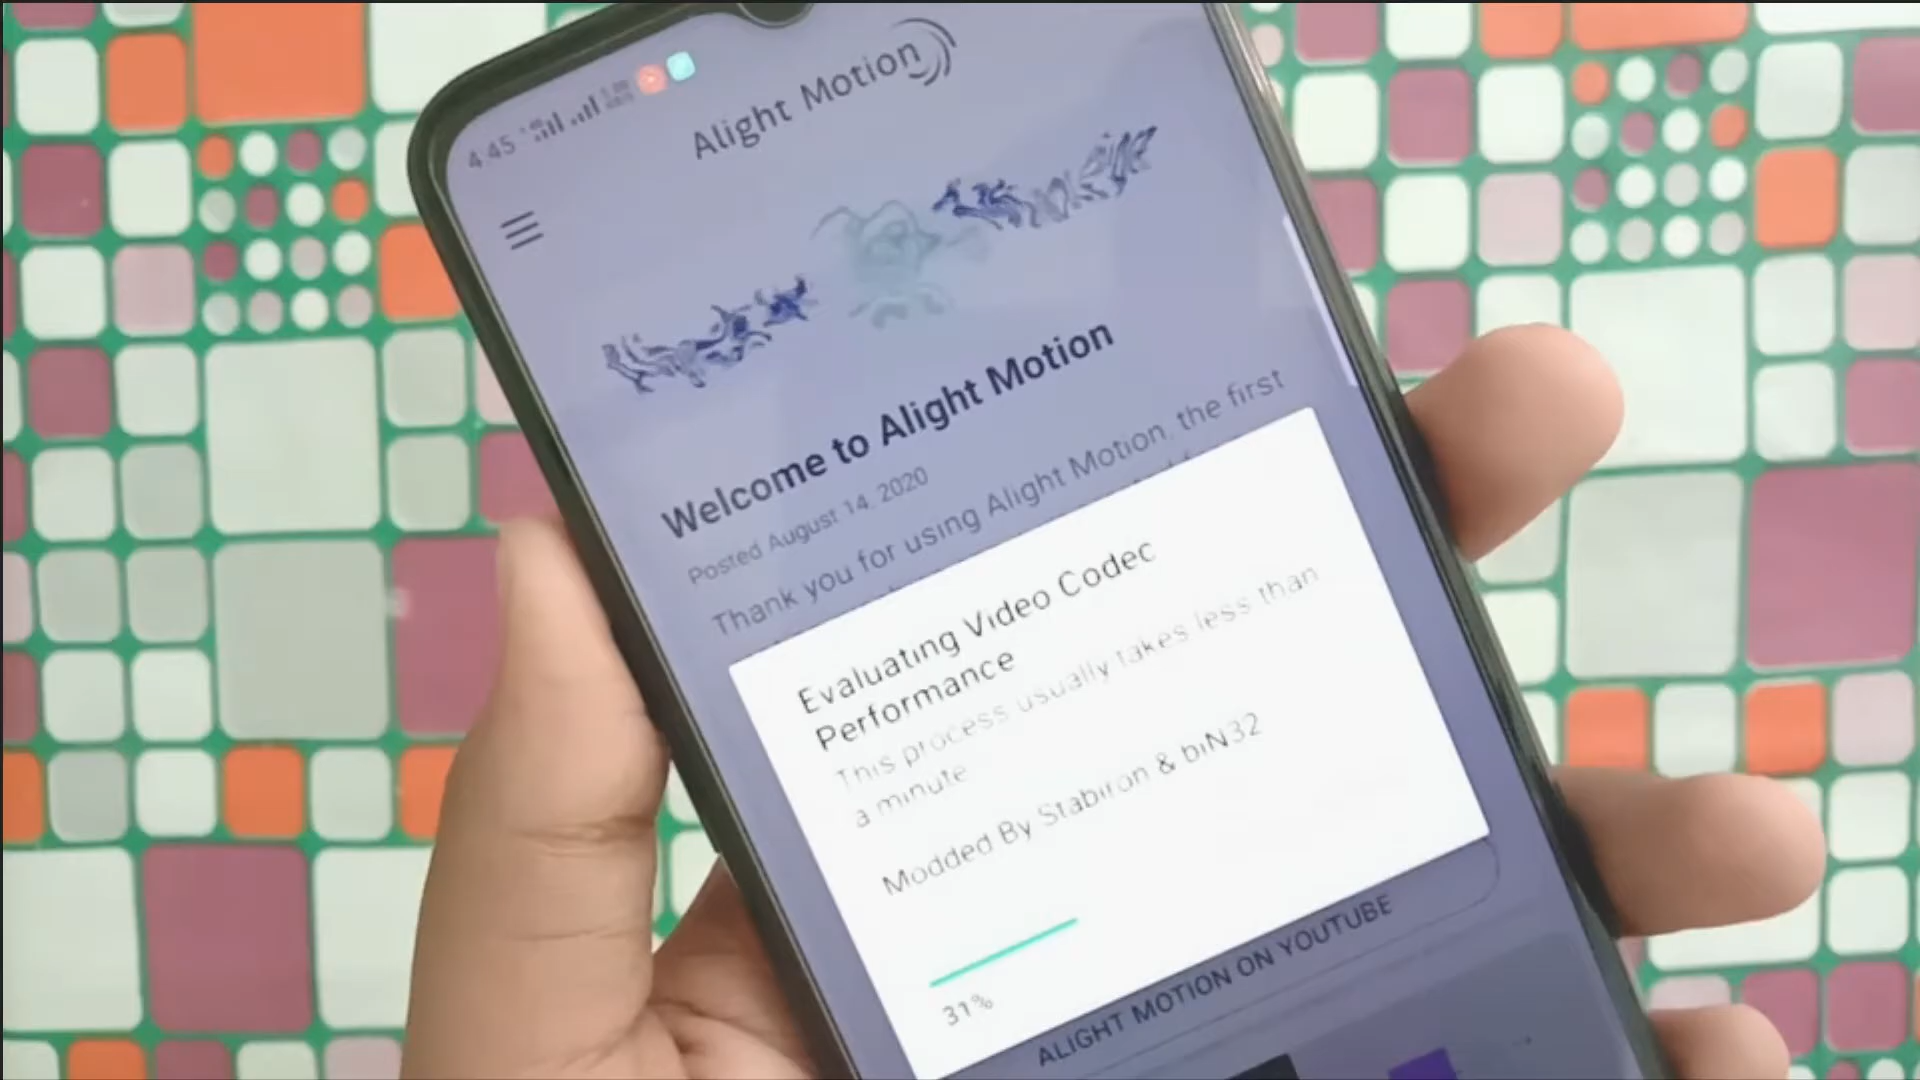 4:45
Alight Motion
Welcome to Alight Motion
Posted August 14, 2020
Thank you for using Alight Motion, the first
Evaluating Video Codec
Performance
This process usually takes less than
a minute
Modded By Stabiron & biN32
31%
ALIGHT MOTION ON YOUTUBE